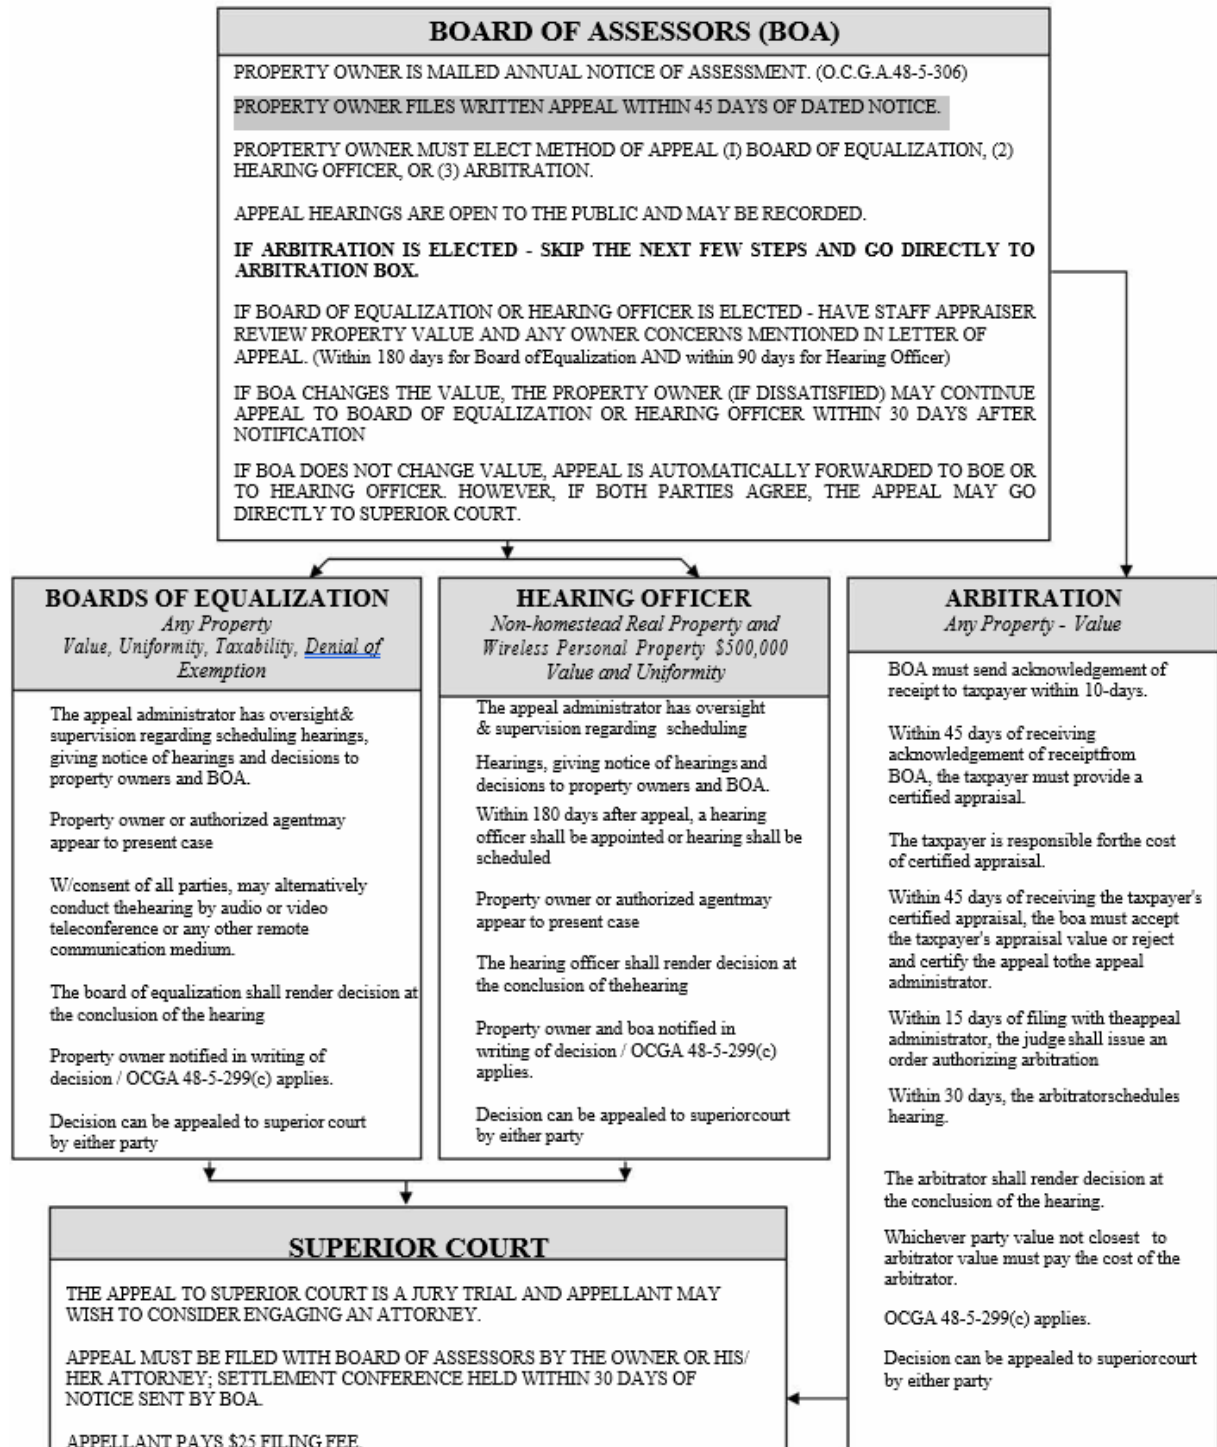 BOARD OF ASSESSORS (BOA)
PROPERTY OWNER IS MAILED ANNUAL NOTICE OF ASSESSMENT. (O.C.G.A.48-5-306)
PROPERTY OWNER FILES WRITTEN APPEAL WITHIN 45 DAYS OF DATED NOTICE.
PROPTERTY OWNER MUST ELECT METHOD OF APPEAL (I) BOARD OF EQUALIZATION, (2)
HEARING OFFICER, OR (3) ARBITRATION.
APPEAL HEARINGS ARE OPEN TO THE PUBLIC AND MAY BE RECORDED.
IF ARBITRATION IS ELECTED - SKIP THE NEXT FEW STEPS AND GO DIRECTLY TO
ARBITRATION BOX.
IF BOARD OF EQUALIZATION OR HEARING OFFICER IS ELECTED - HAVE STAFF APPRAISER
REVIEW PROPERTY VALUE AND ANY OWNER CONCERNS MENTIONED IN LETTER OF
APPEAL. (Within 180 days for Board ofEqualization AND within 90 days for Hearing Officer)
IF BOA CHANGES THE VALUE, THE PROPERTY OWNER (IF DISSATISFIED) MAY CONTINUE
APPEAL TO BOARD OF EQUALIZATION OR HEARING OFFICER WITHIN 30 DAYS AFTER
NOTIFICATION
IF BOA DOES NOT CHANGE VALUE, APPEAL IS AUTOMATICALLY FORWARDED TO BOE OR
TO HEARING OFFICER. HOWEVER, IF BOTH PARTIES AGREE, THE APPEAL MAY GO
DIRECTLY TO SUPERIOR COURT.
BOARDS OF EQUALIZATION
Any Property
Value, Uniformity, Taxability, Denial of
Exemption
The appeal administrator has oversight&
supervision regarding scheduling hearings,
giving notice of hearings and decisions to
property owners and BOA.
Property owner or authorized agentmay
appear to present case
W/consent of all parties, may alternatively
conduct thehearing by audio or video
teleconference or any other remote
communication medium.
The board of equalization shall render decision at
the conclusion of the hearing
Property owner notified in writing of
decision / OCGA 48-5-299(c) applies.
Decision can be appealed to superior court
by either party
HEARING OFFICER
Non-homestead Real Property and
Wireless Personal Property $500,000
Value and Uniformity
The appeal administrator has oversight
& supervision regarding scheduling
Hearings, giving notice of hearings and
decisions to property owners and BOA.
Within 180 days after appeal, a hearing
officer shall be appointed or hearing shall be
scheduled
Property owner or authorized agentmay
appear to present case
The hearing officer shall render decision at
the conclusion of thehearing
Property owner and boa notified in
writing of decision / OCGA 48-5-299(c)
applies.
Decision can be appealed to superiorcourt
by either party
ARBITRATION
Any Property - Value
BOA must send acknowledgement of
receipt to taxpayer within 10-days.
Within 45 days of receiving
acknowledgement of receiptfrom
BOA, the taxpayer must provide a
certified appraisal.
The taxpayer is responsible forthe cost
of certified appraisal.
Within 45 days of receiving the taxpayer's
certified appraisal, the boa must accept
the taxpayer's appraisal value or reject
and certify the appeal tothe appeal
administrator.
Within 15 days of filing with theappeal
administrator, the judge shall issue an
order authorizing arbitration
Within 30 days, the arbitratorschedules
hearing.
The arbitrator shall render decision at
the conclusion of the hearing.
Whichever party value not closest to
arbitrator value must pay the cost of the
arbitrator.
OCGA 48-5-299(c) applies.
Decision can be appealed to superiorcourt
by either party
SUPERIOR COURT
THE APPEAL TO SUPERIOR COURT IS A JURY TRIAL AND APPELLANT MAY
WISH TO CONSIDER ENGAGING AN ATTORNEY.
APPEAL MUST BE FILED WITH BOARD OF ASSESSORS BY THE OWNER OR HIS/
HER ATTORNEY; SETTLEMENT CONFERENCE HELD WITHIN 30 DAYS OF
NOTICE SENT BY BOA.
APPELLANT PAYS $25 FILING FEE.